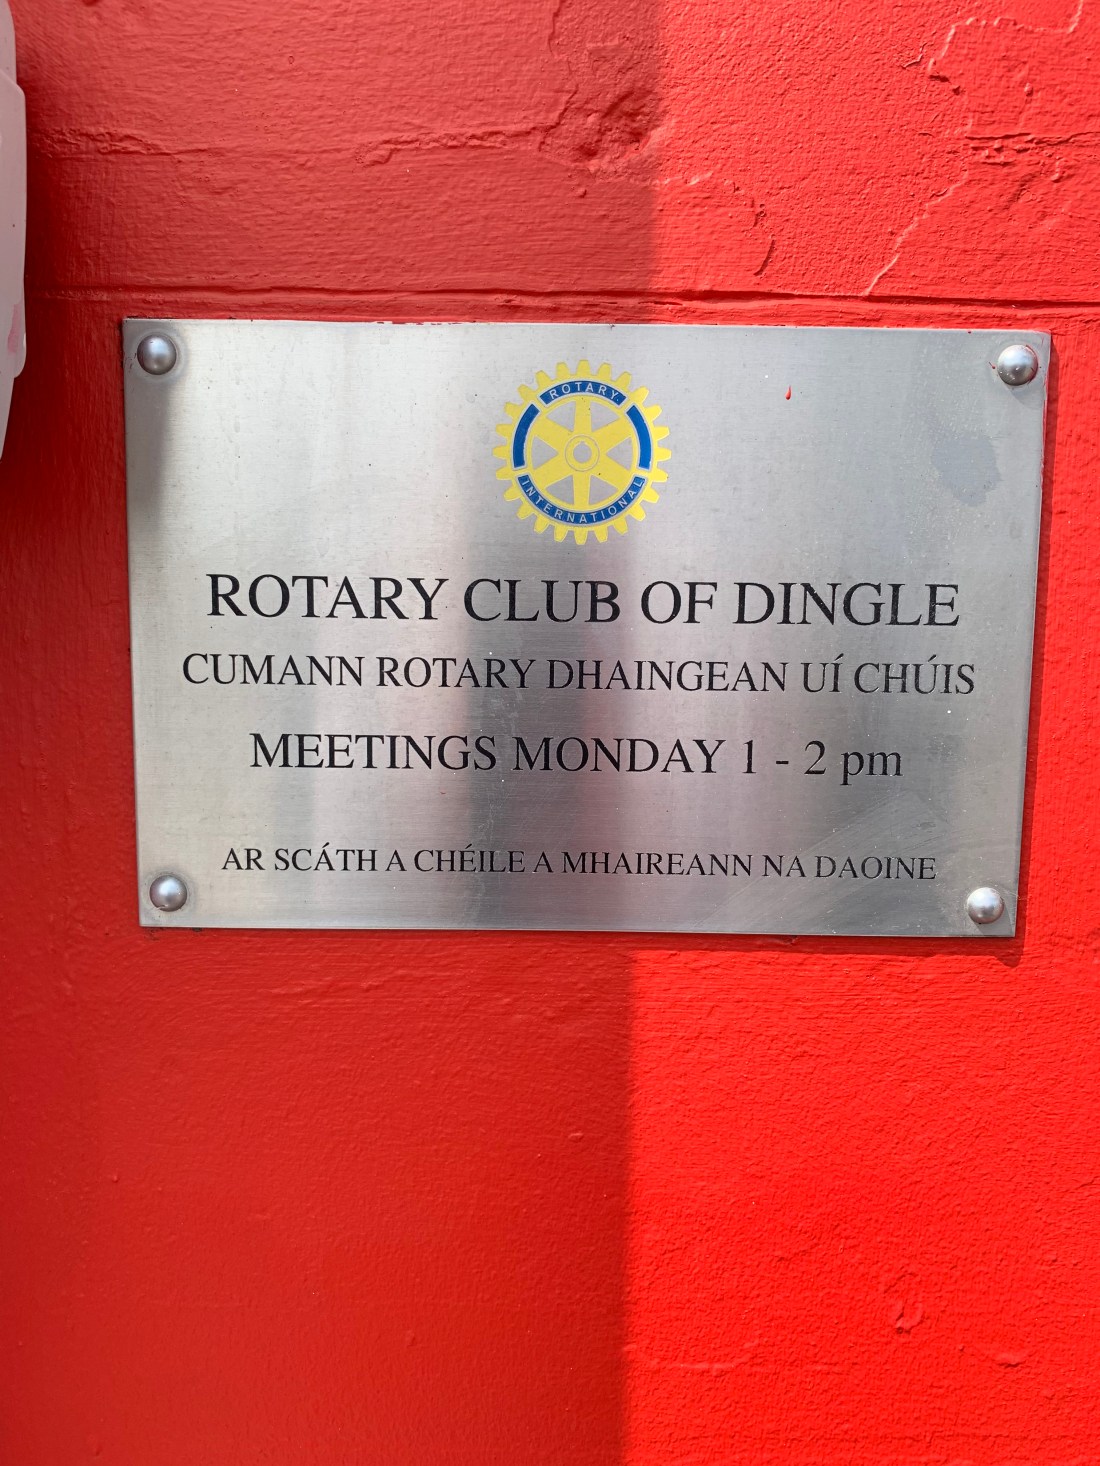 ROTARY
INTERNATIONAL
ROTARY CLUB OF DINGLE
CUMANN ROTARY DHAINGEAN UÍ CHÚIS
MEETINGS MONDAY 1 - 2 pm
AR SCÁTH A CHÉILE A MHAIREANN NA DAOINE